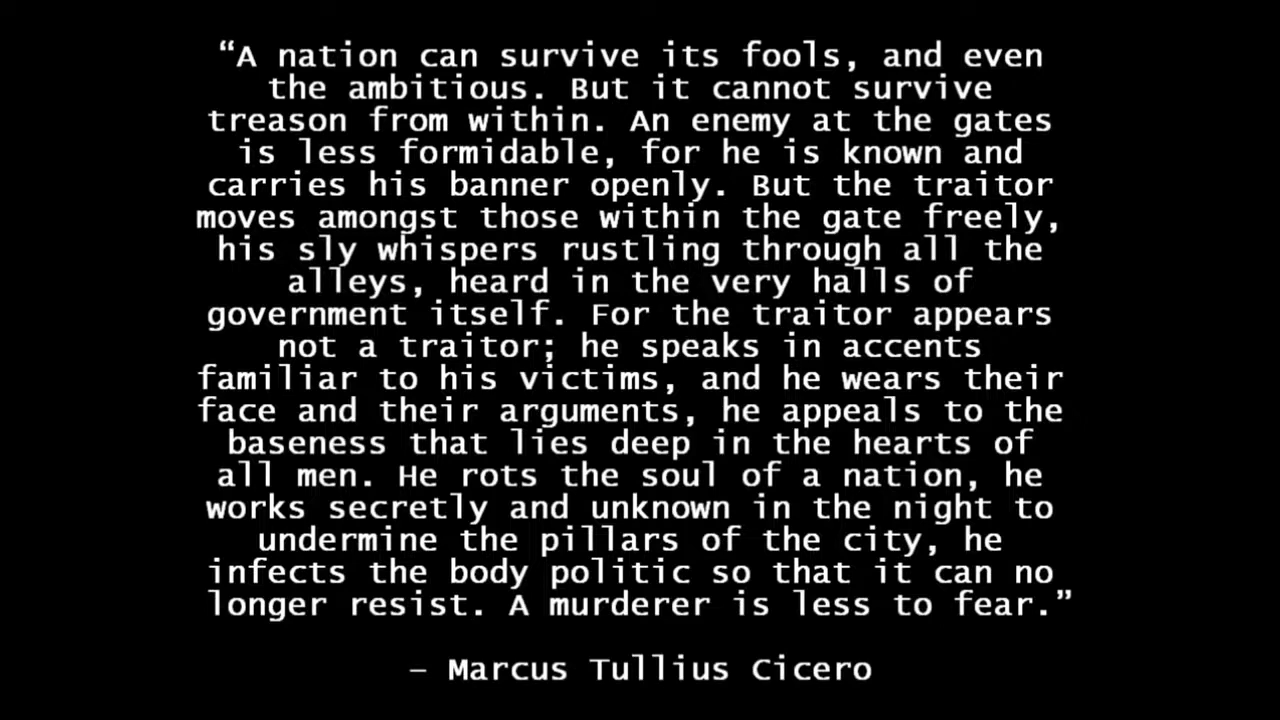 “A nation can survive its fools, and even
the ambitious. But it cannot survive
treason from within. An enemy at the gates
is less formidable, for he is known and
carries his banner openly. But the traitor
moves amongst those within the gate freely,
his sly whispers rustling through all the
alleys, heard in the very halls of
government itself. For the traitor appears
not a traitor; he speaks in accents
familiar to his victims, and he wears their
face and their arguments, he appeals to the
baseness that lies deep in the hearts of
all men. He rots the soul of a nation, he
works secretly and unknown in the night to
undermine the pillars of the city, he
infects the body politic so that it can no
longer resist. A murderer is less to fear.”
– Marcus Tullius Cicero